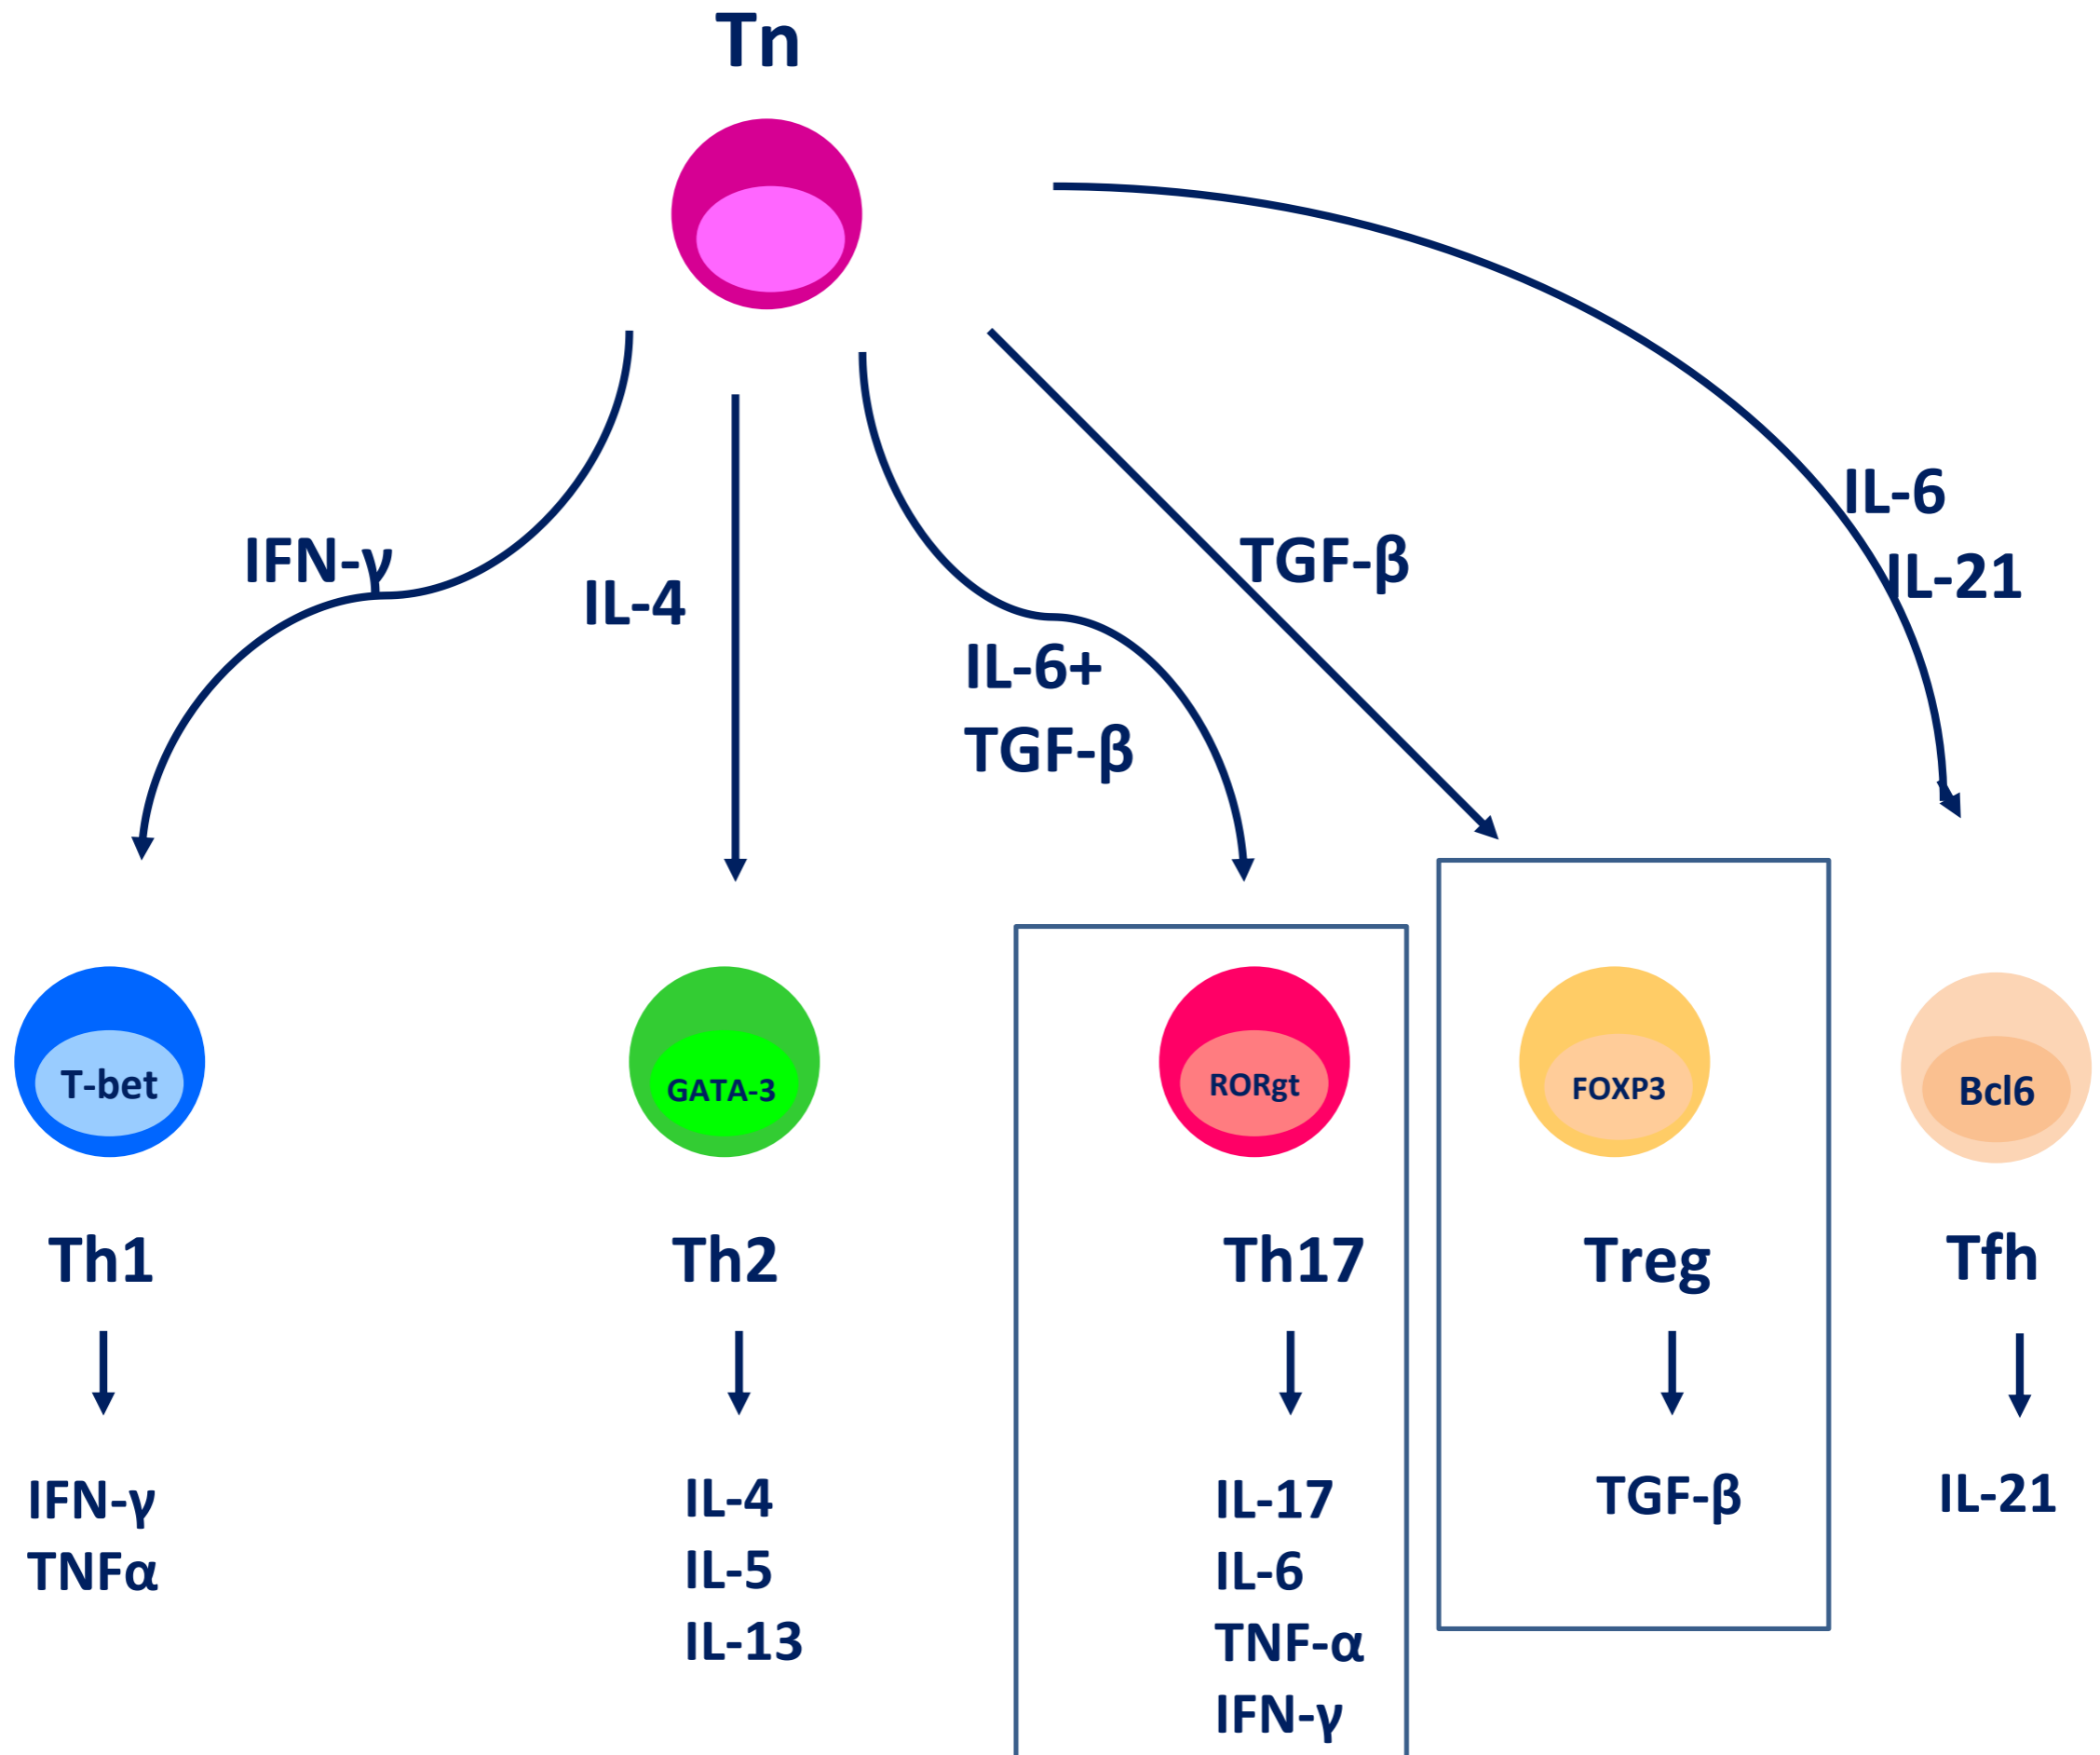 Tn
IFN-γ
IL-4
IL-6+
TGF-β
TGF-β
IL-6
IL-21
T-bet
GATA-3
RORgt
FOXP3
Bcl6
Th1
Th2
Th17
Treg
Tfh
IFN-γ
TNFα
IL-4
IL-5
IL-13
IL-17
IL-6
TNF-α
IFN-γ
TGF-β
IL-21